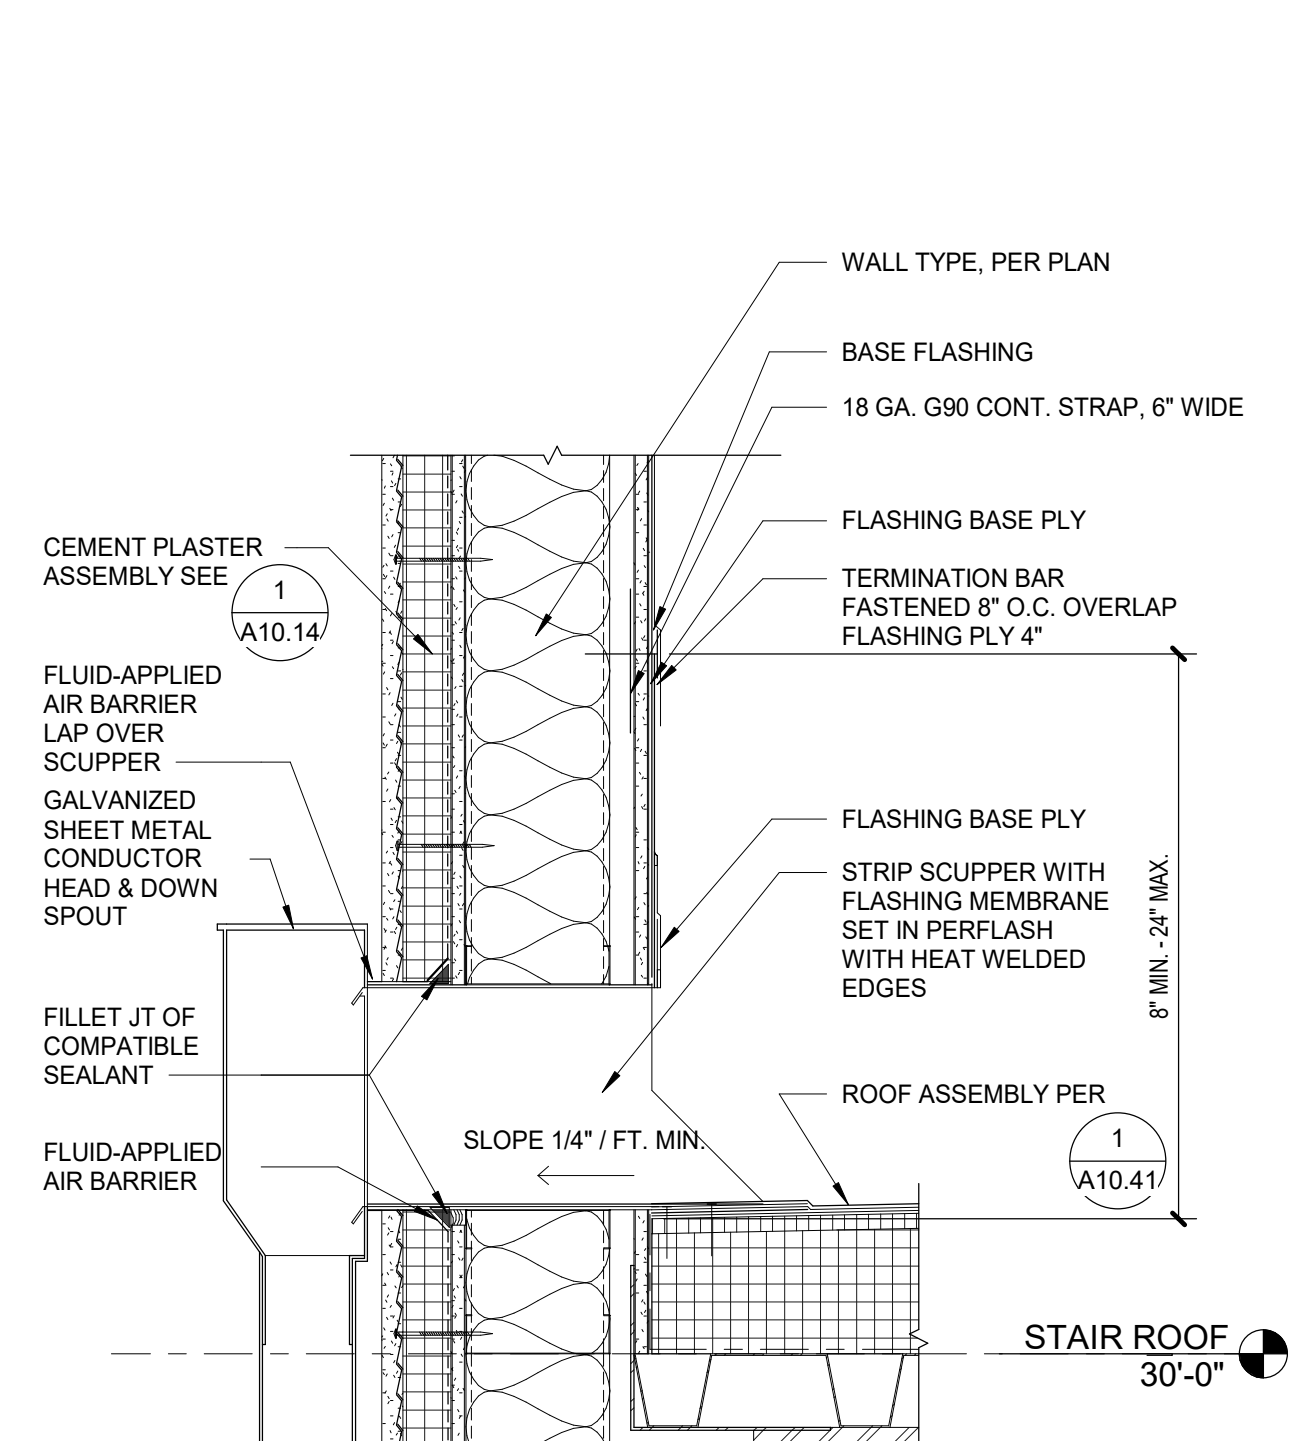 WALL TYPE, PER PLAN
BASE FLASHING
18 GA. G90 CONT. STRAP, 6" WIDE
FLASHING BASE PLY
TERMINATION BAR
FASTENED 8" O.C. OVERLAP
FLASHING PLY 4"
CEMENT PLASTER
ASSEMBLY SEE
1
A10.14
FLUID-APPLIED
AIR BARRIER
LAP OVER
SCUPPER
GALVANIZED
SHEET METAL
CONDUCTOR
HEAD & DOWN
SPOUT
FLASHING BASE PLY
STRIP SCUPPER WITH
FLASHING MEMBRANE
SET IN PERFLASH
WITH HEAT WELDED
EDGES
8" MIN. - 24" MAX.
FILLET JT OF
COMPATIBLE
SEALANT
ROOF ASSEMBLY PER
1
A10.41
SLOPE 1/4" / FT. MIN.
FLUID-APPLIED
AIR BARRIER
STAIR ROOF
30'-0"